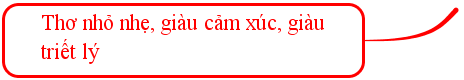 Thơ nhỏ nhẹ, giàu cảm xúc, giàu
triết lý